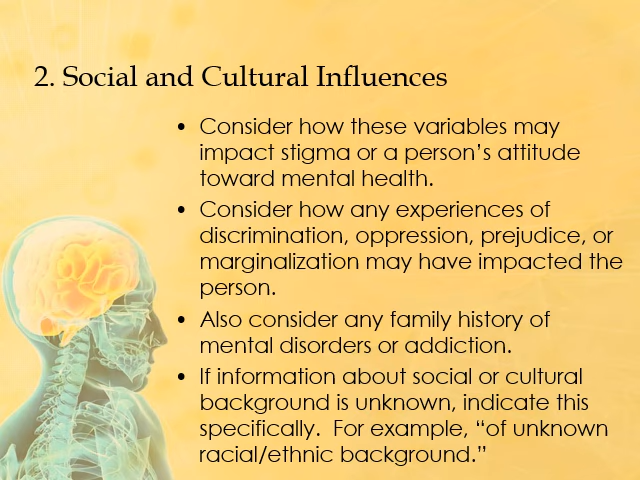 2. Social and Cultural Influences
• Consider how these variables may
impact stigma or a person’s attitude
toward mental health.
• Consider how any experiences of
discrimination, oppression, prejudice, or
marginalization may have impacted the
person.
• Also consider any family history of
mental disorders or addiction.
• If information about social or cultural
background is unknown, indicate this
specifically.  For example, “of unknown
racial/ethnic background.”